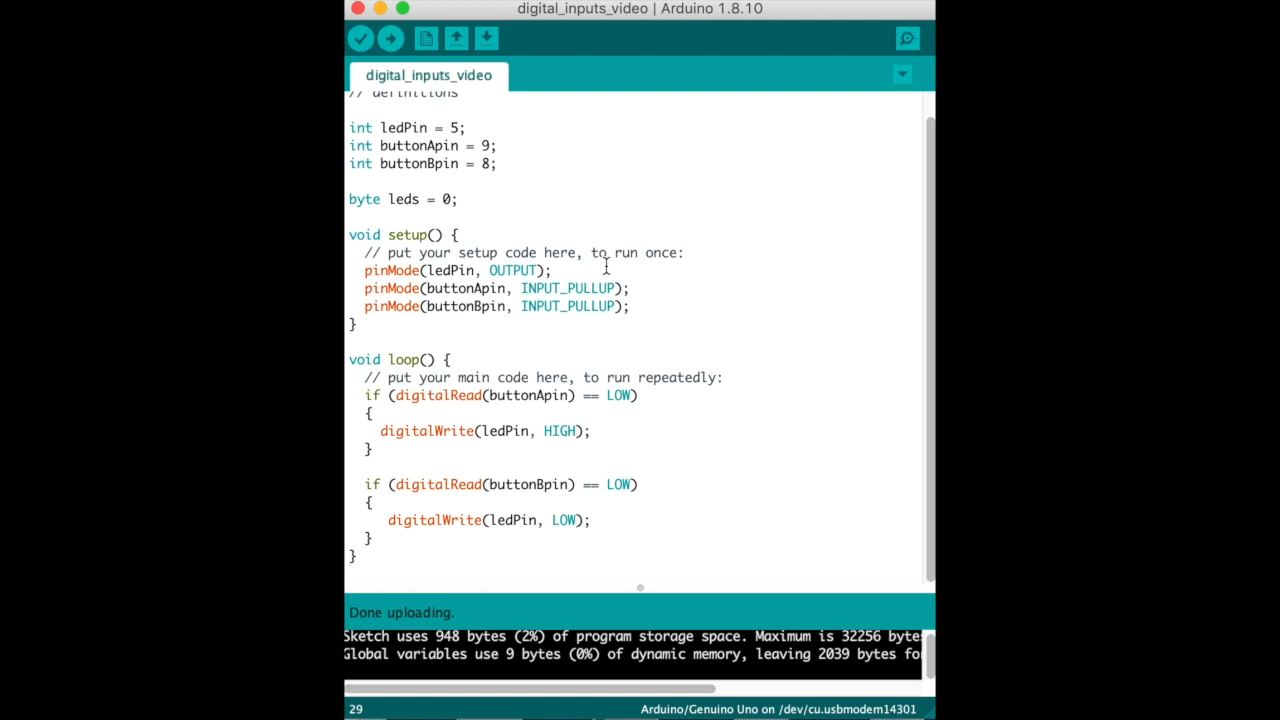 digital_inputs_video | Arduino 1.8.10
digital_inputs_video
// definitions
int ledPin = 5;
int buttonApin = 9;
int buttonBpin = 8;
byte leds = 0;
void setup() {
// put your setup code here, to run once:
pinMode(ledPin, OUTPUT);
pinMode(buttonApin, INPUT_PULLUP);
pinMode(buttonBpin, INPUT_PULLUP);
}
void loop() {
// put your main code here, to run repeatedly:
if (digitalRead(buttonApin) == LOW)
{
digitalWrite(ledPin, HIGH);
}
if (digitalRead(buttonBpin) == LOW)
{
digitalWrite(ledPin, LOW);
}
}
Done uploading.
Sketch uses 948 bytes (2%) of program storage space. Maximum is 32256 bytes
Global variables use 9 bytes (0%) of dynamic memory, leaving 2039 bytes fo
29
Arduino/Genuino Uno on /dev/cu.usbmodem14301